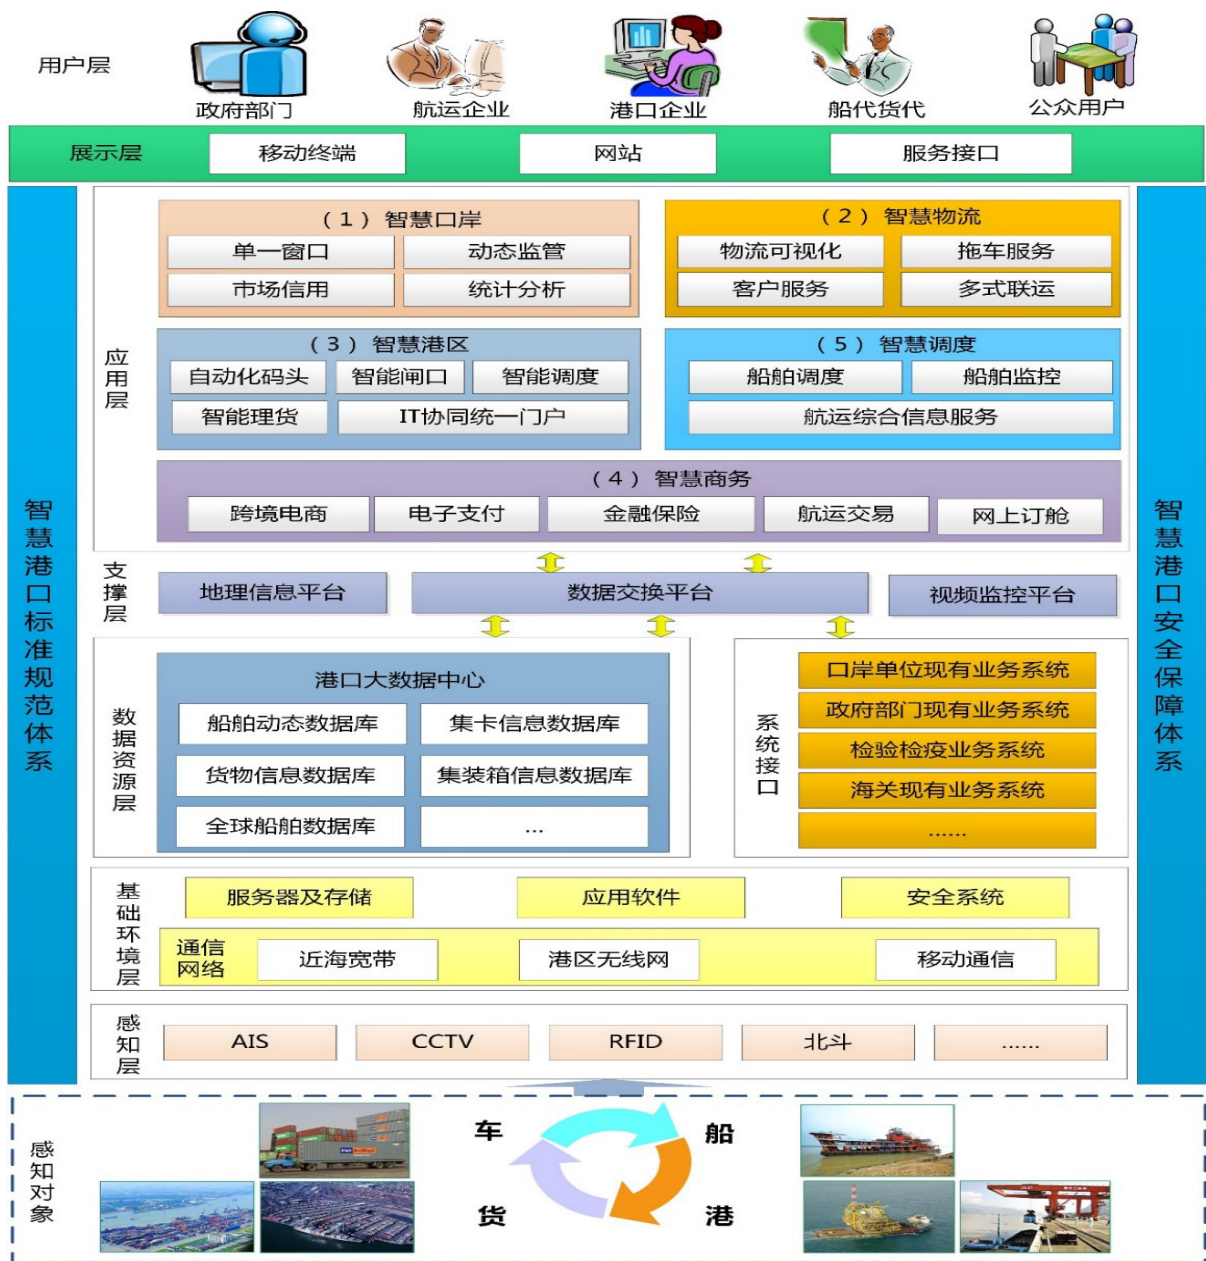 用户层
政府部门
航运企业
港口企业
船代货代
公众用户
展示层
移动终端
网站
服务接口
智慧港口标准规范体系
应用层
（1）智慧口岸
单一窗口
动态监管
市场信用
统计分析
（2）智慧物流
物流可视化
拖车服务
客户服务
多式联运
（3）智慧港区
自动化码头
智能闸口
智能调度
智能理货
IT协同统一门户
（5）智慧调度
船舶调度
船舶监控
航运综合信息服务
（4）智慧商务
跨境电商
电子支付
金融保险
航运交易
网上订舱
支撑层
地理信息平台
数据交换平台
视频监控平台
数据资源层
港口大数据中心
船舶动态数据库
集卡信息数据库
货物信息数据库
集装箱信息数据库
全球船舶数据库
...
系统接口
口岸单位现有业务系统
政府部门现有业务系统
检验检疫业务系统
海关现有业务系统
......
基础环境层
服务器及存储
应用软件
安全系统
通信
网络
近海宽带
港区无线网
移动通信
感知层
AIS
CCTV
RFID
北斗
......
智慧港口安全保障体系
感知对象
车
船
货
港